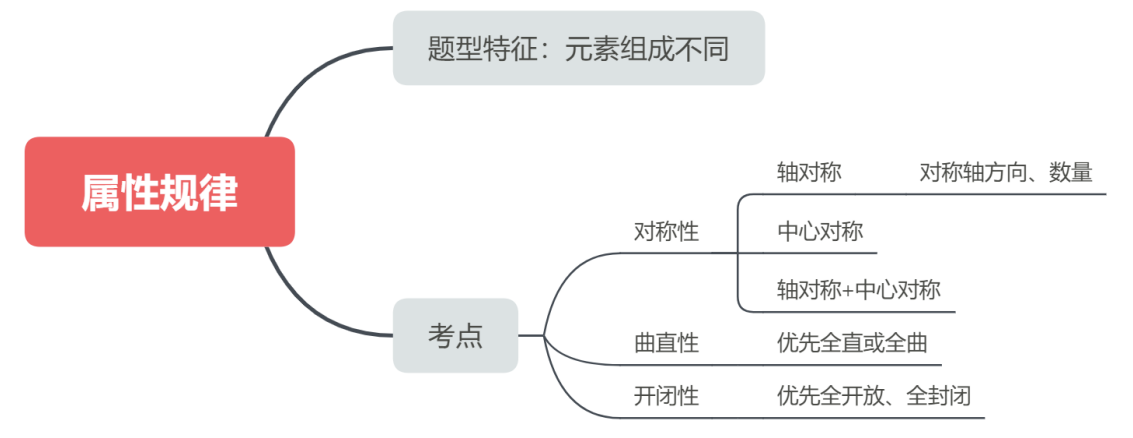 属性规律
题型特征：元素组成不同
考点
对称性
轴对称
对称轴方向、数量
中心对称
轴对称+中心对称
曲直性
优先全直或全曲
开闭性
优先全开放、全封闭